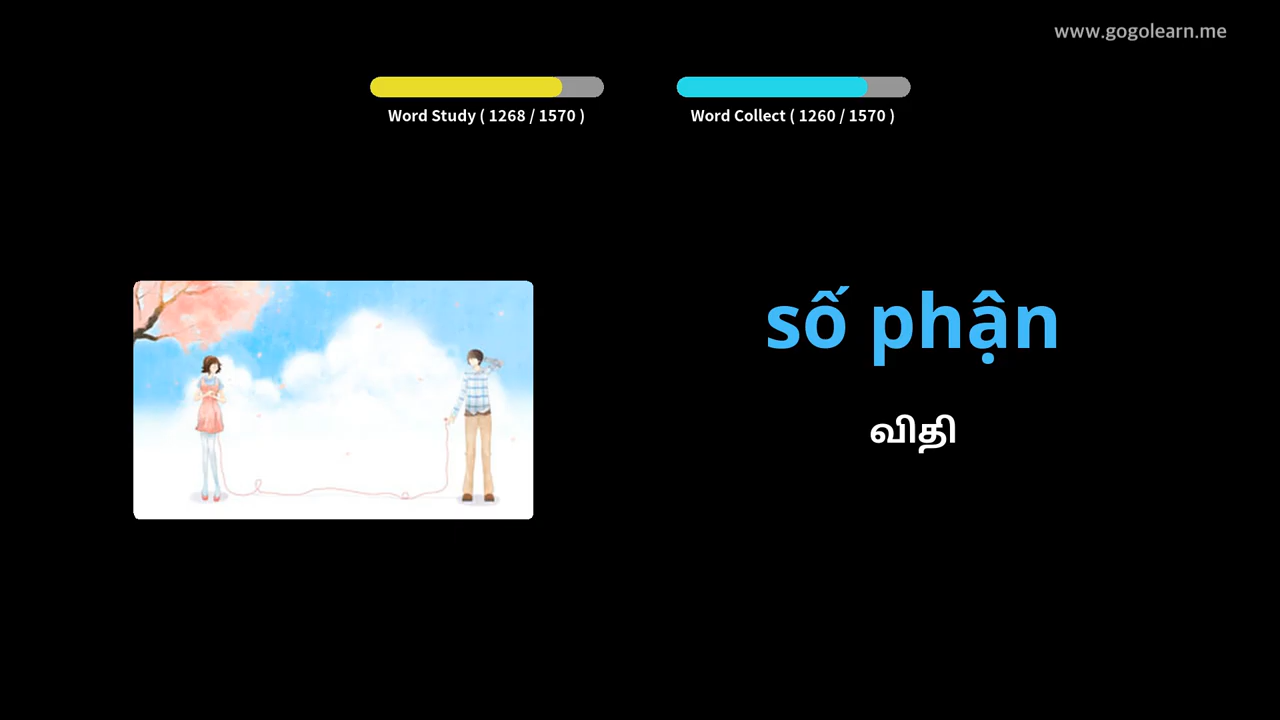 www.gogolearn.me
Word Study ( 1268 / 1570 )
Word Collect ( 1260 / 1570 )
số phận
விதி